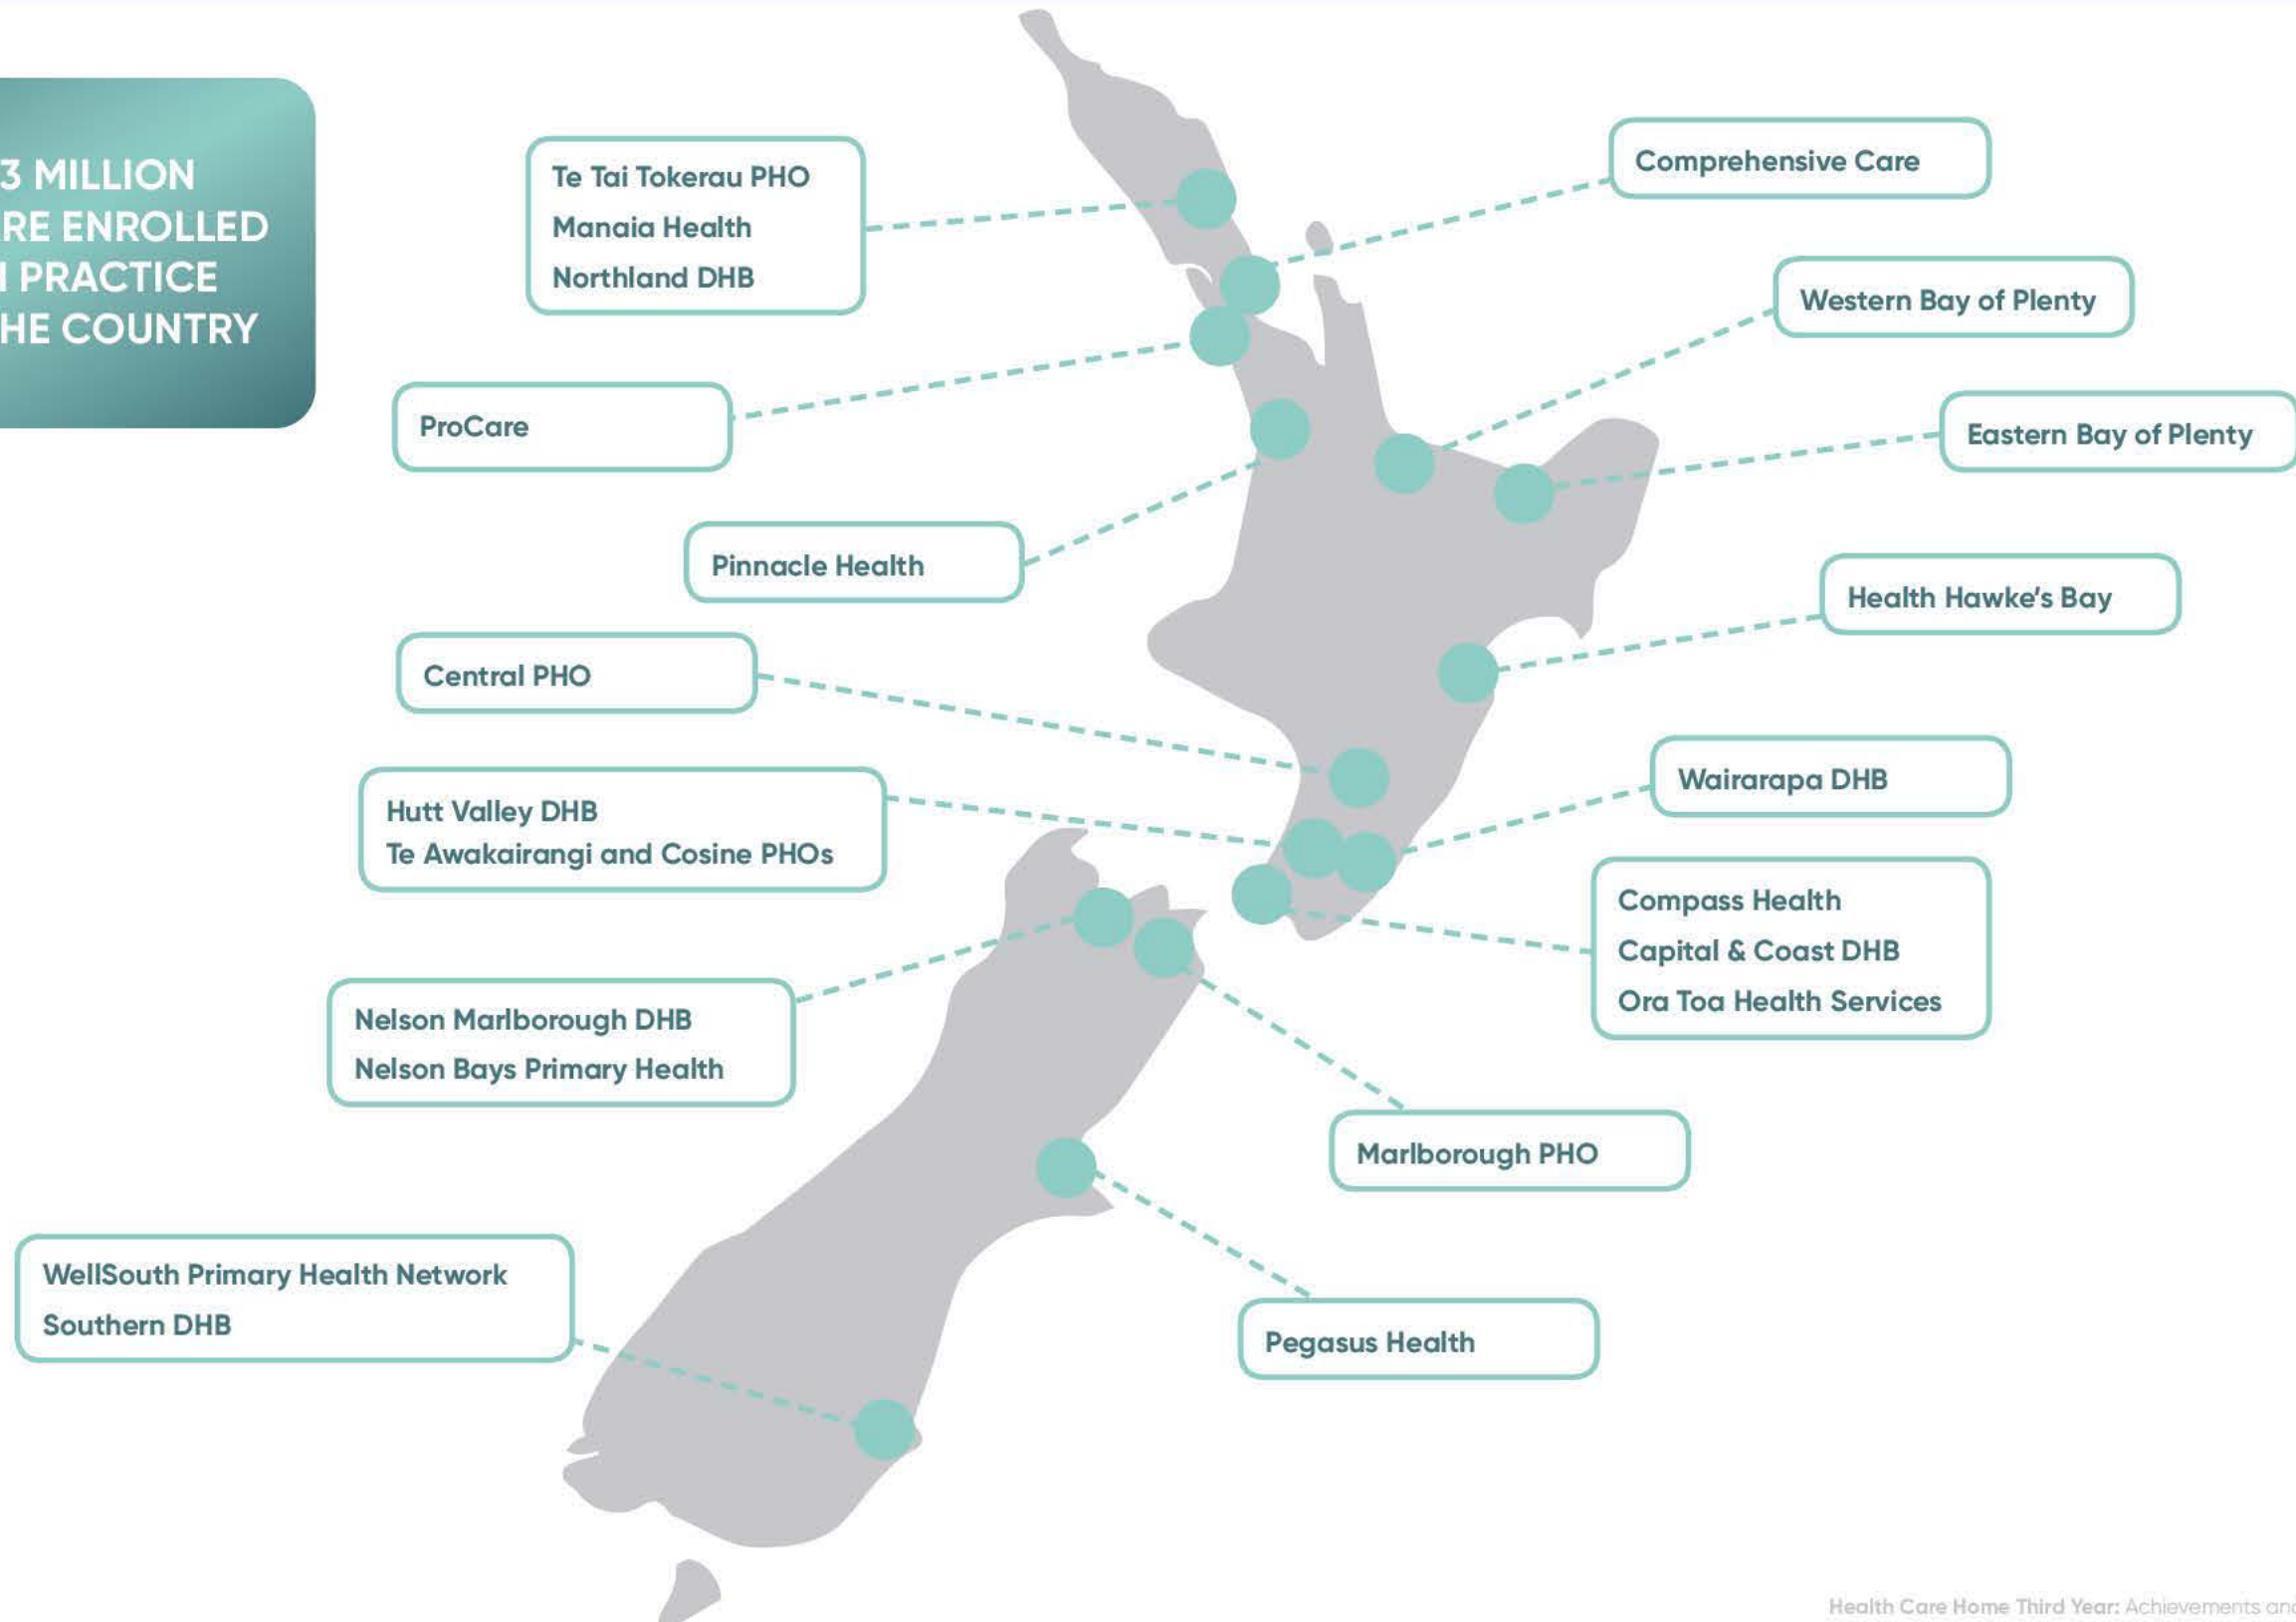 3 MILLION
RE ENROLLED
PRACTICE
HE COUNTRY
Te Tai Tokerau PHO
Manaia Health
Northland DHB
Comprehensive Care
Western Bay of Plenty
ProCare
Eastern Bay of Plenty
Pinnacle Health
Health Hawke's Bay
Central PHO
Wairarapa DHB
Hutt Valley DHB
Te Awakairangi and Cosine PHOs
Compass Health
Capital & Coast DHB
Ora Toa Health Services
Nelson Marlborough DHB
Nelson Bays Primary Health
Marlborough PHO
WellSouth Primary Health Network
Southern DHB
Pegasus Health
Health Care Home Third Year: Achievements an